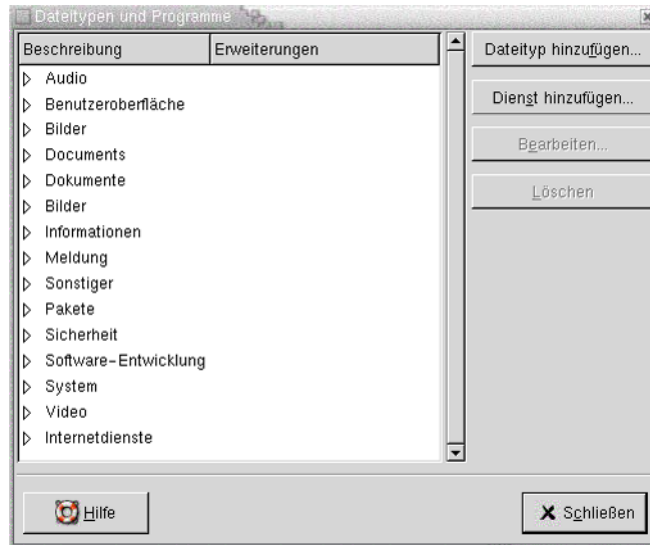 Dateitypen und Programme
Beschreibung Erweiterungen
Audio
Benutzeroberfläche
Bilder
Documents
Dokumente
Bilder
Informationen
Meldung
Sonstiger
Pakete
Sicherheit
Software-Entwicklung
System
Video
Internetdienste
Dateityp hinzufügen...
Dienst hinzufügen...
Bearbeiten...
Löschen
Hilfe
Schließen